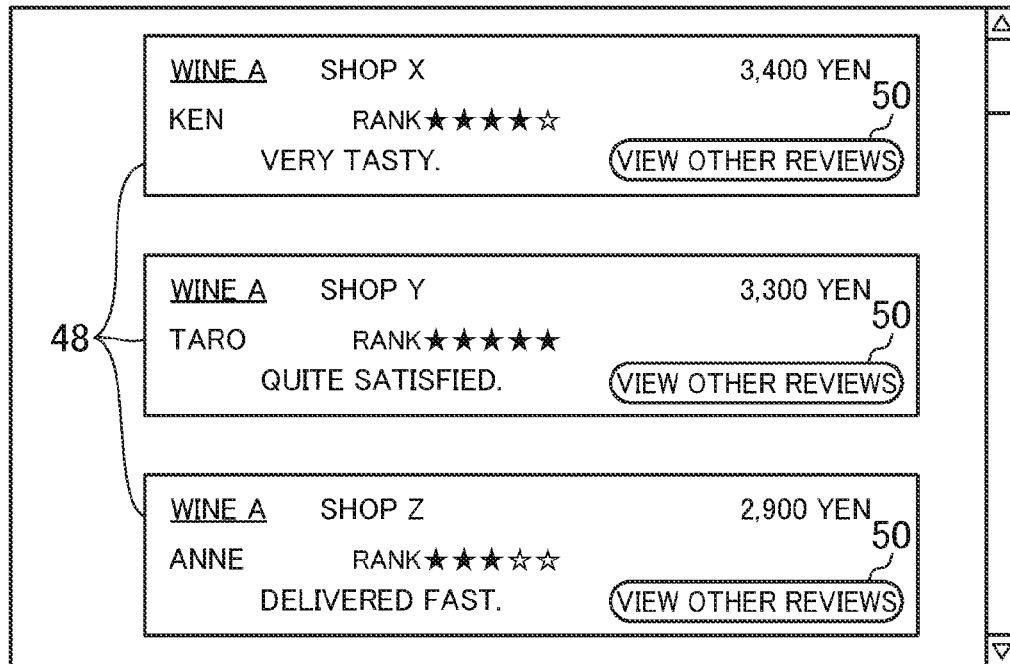 WINE A SHOP X 3,400 YEN
50
KEN RANK★★★★☆
VERY TASTY. VIEW OTHER REVIEWS
WINE A SHOP Y 3,300 YEN
50
48 TARO RANK★★★★★
QUITE SATISFIED. VIEW OTHER REVIEWS
WINE A SHOP Z 2,900 YEN
50
ANNE RANK★★★☆☆
DELIVERED FAST. VIEW OTHER REVIEWS